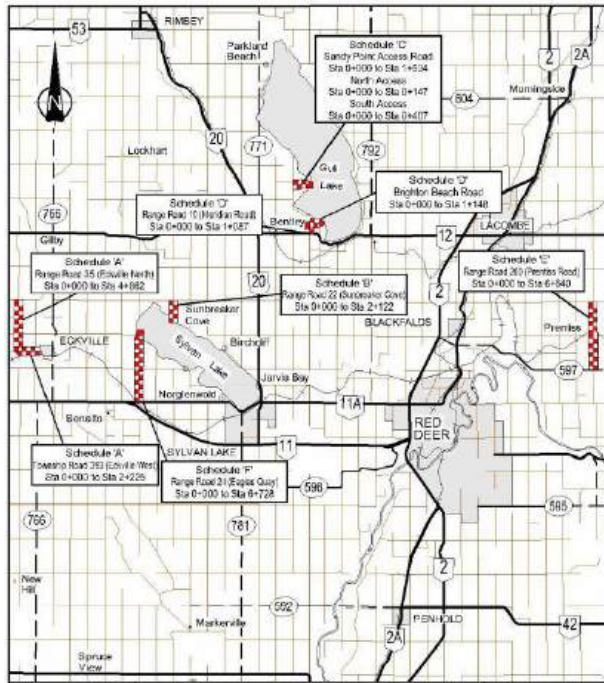 RIMBEY
53
Parkland
Beach
2
2A
Schedule 'C'
Sandy Point Access Road
Sta 0+000 to Sta 1+534
North Access
Sta 0+000 to Sta 0+147
South Access
Sta 0+000 to Sta 0+407
Morningside
604
N
20
771
792
Lockhart
Gull
Lake
766
Schedule 'D'
Brighton Beach Road
Sta 0+000 to Sta 1+148
Schedule 'D'
Range Road 10 (Meridian Road)
Sta 0+000 to Sta 1+087
Bentley
LACOMBE
Gilby
12
Schedule 'A'
Range Road 35 (Eckville North)
Sta 0+000 to Sta 4+862
20
Schedule 'B'
Range Road 22 (Sunbreaker Cove)
Sta 0+000 to Sta 2+122
2
Schedule 'E'
Range Road 260 (Prentiss Road)
Sta 0+000 to Sta 6+640
Sunbreaker
Cove
BLACKFALDS
Prentiss
ECKVILLE
Birchcliff
Sylvan Lake
597
Jarvis Bay
Norglenwold
11A
Benalto
RED
DEER
SYLVAN LAKE
11
Schedule 'A'
Township Road 393 (Eckville West)
Sta 0+000 to Sta 2+225
Schedule 'F'
Range Road 24 (Eagles Quay)
Sta 0+000 to Sta 6+728
596
595
766
781
2
New
Hill
592
Markerville
PENHOLD
42
2A
Spruce
View
2